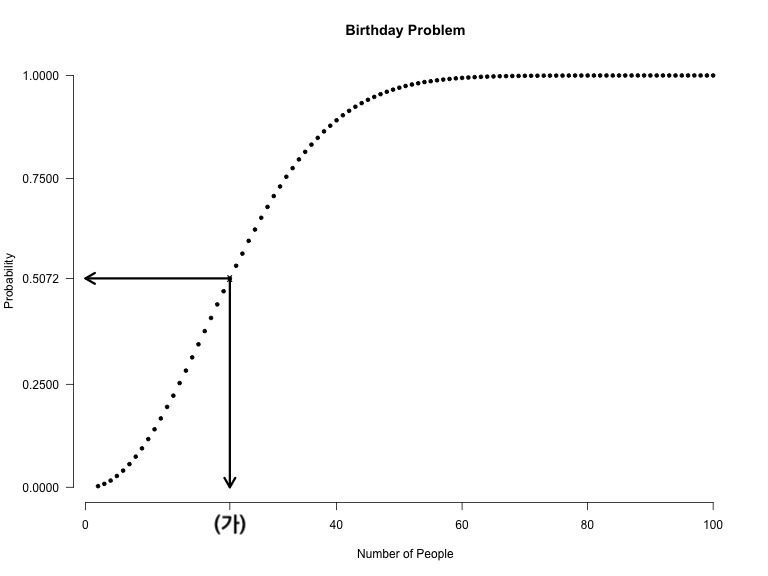 Birthday Problem
1.0000
0.7500
0.5072
0.2500
0.0000
Probability
0 (가) 40 60 80 100
Number of People